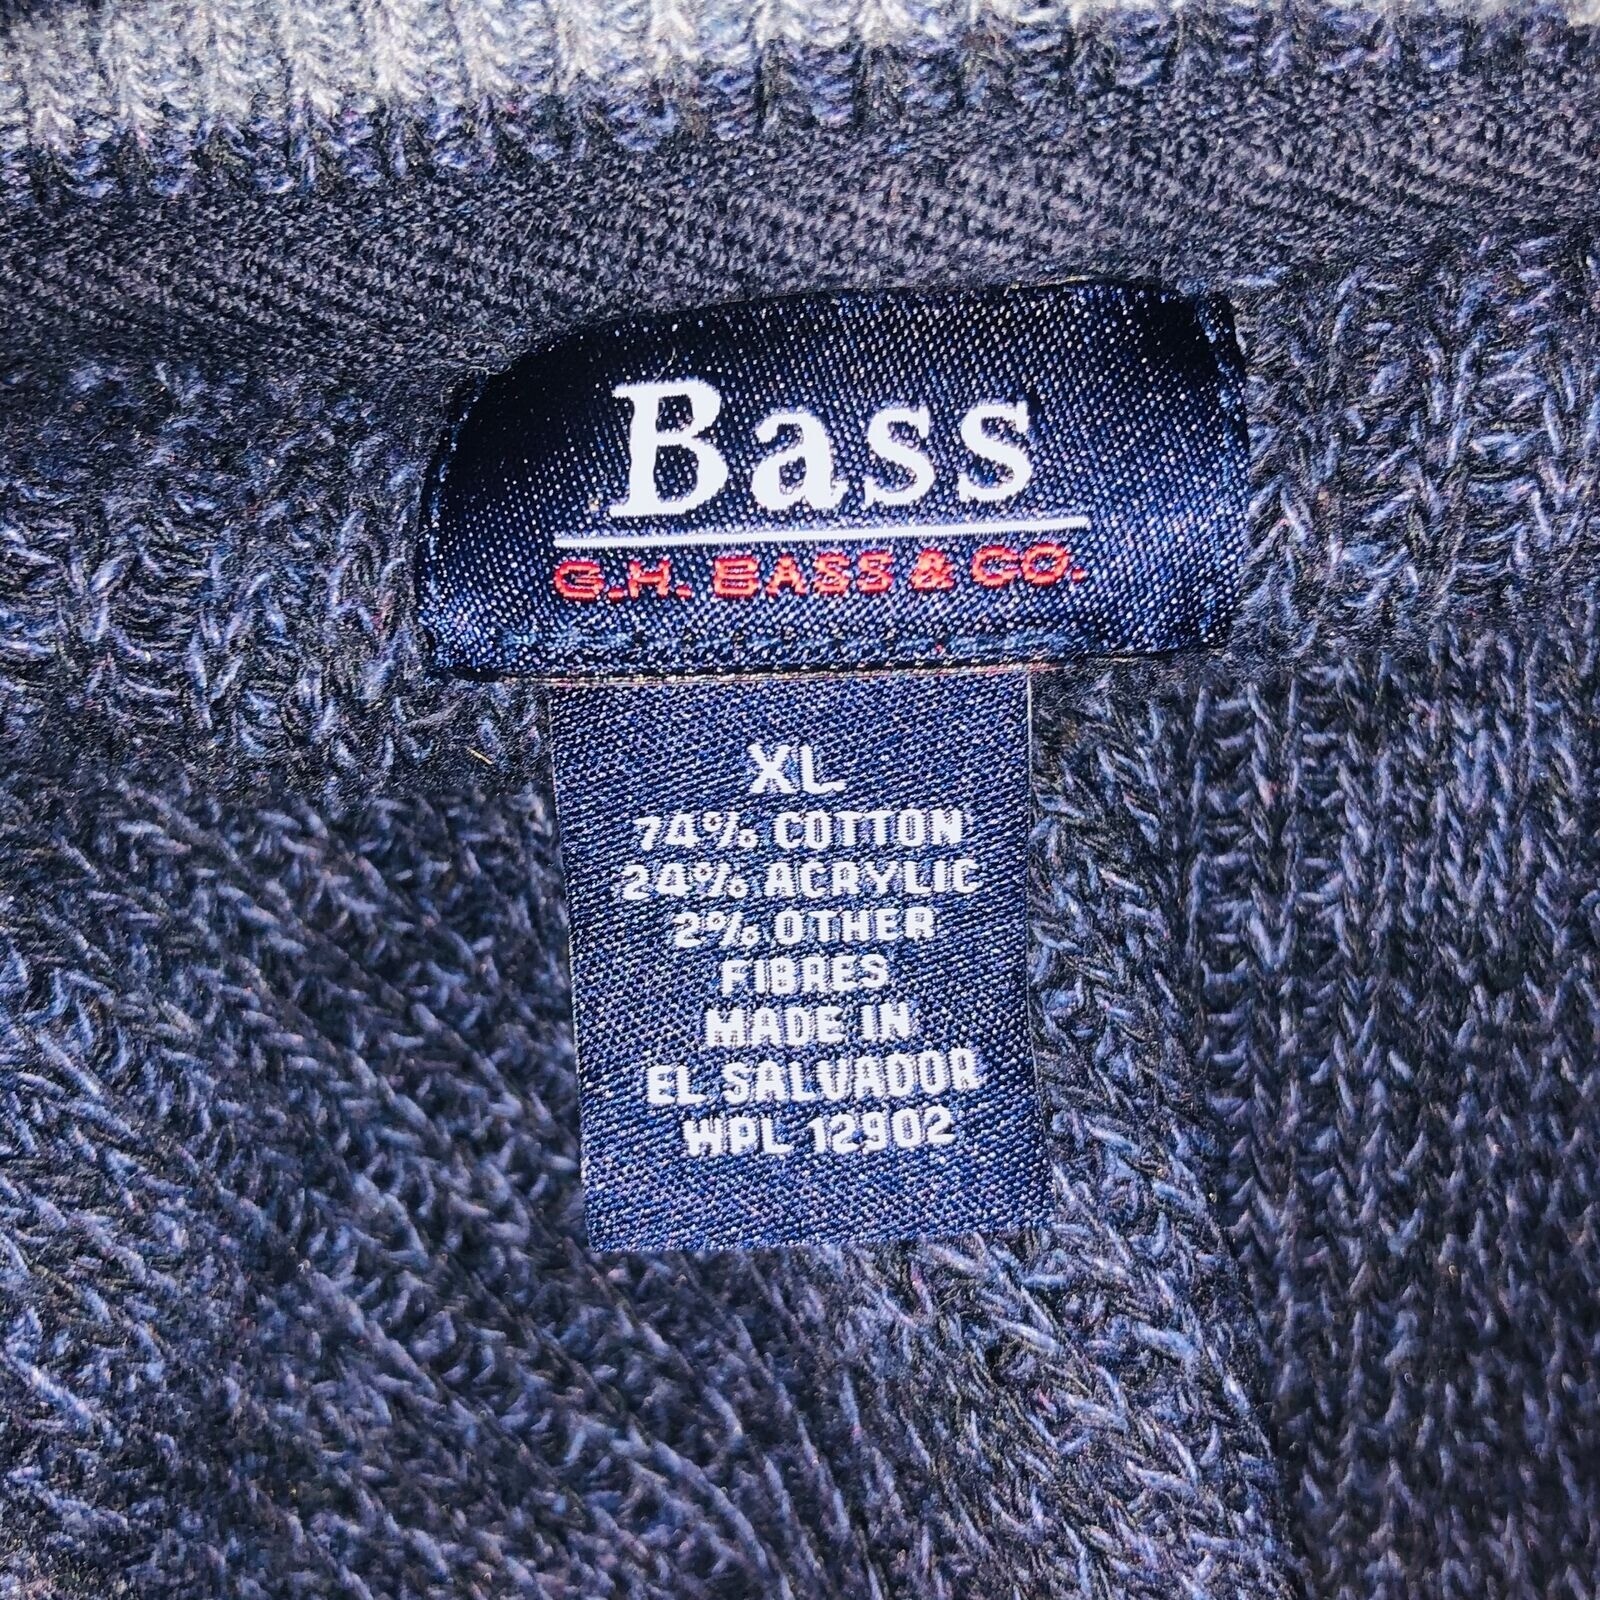 Bass
G.H. BASS & CO.
XL
74% COTTON
24% ACRYLIC
2% OTHER
FIBRES
MADE IN
EL SALVADOR
WPL 12902